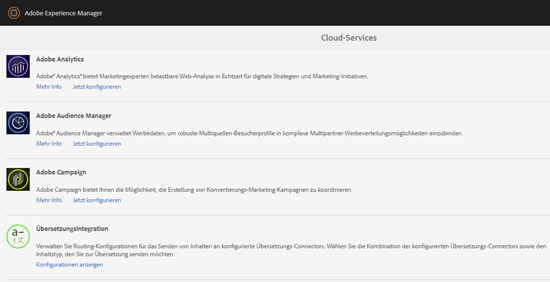 Adobe Experience Manager
Cloud-Services
Adobe Analytics
Adobe® Analytics® bietet Marketingexperten belastbare Web-Analyse in Echtzeit für digitale Strategien und Marketing-Initiativen.
Mehr Info Jetzt konfigurieren
Adobe Audience Manager
Adobe® Audience Manager verwaltet Werbedaten, um robuste Multiquellen-Besucherprofile in komplexe Multipartner-Werbeverteilungsmöglichkeiten einzubinden.
Mehr Info Jetzt konfigurieren
Adobe Campaign
Adobe Campaign bietet Ihnen die Möglichkeit, die Erstellung von Konvertierungs-Marketing-Kampagnen zu koordinieren.
Mehr Info Jetzt konfigurieren
Übersetzungsintegration
Verwalten Sie Routing-Konfigurationen für das Senden von Inhalten an konfigurierte Übersetzungs-Connectors. Wählen Sie die Kombination der konfigurierten Übersetzungs-Connectors sowie den
Inhaltstyp, den Sie zur Übersetzung senden möchten.
Konfigurationen anzeigen